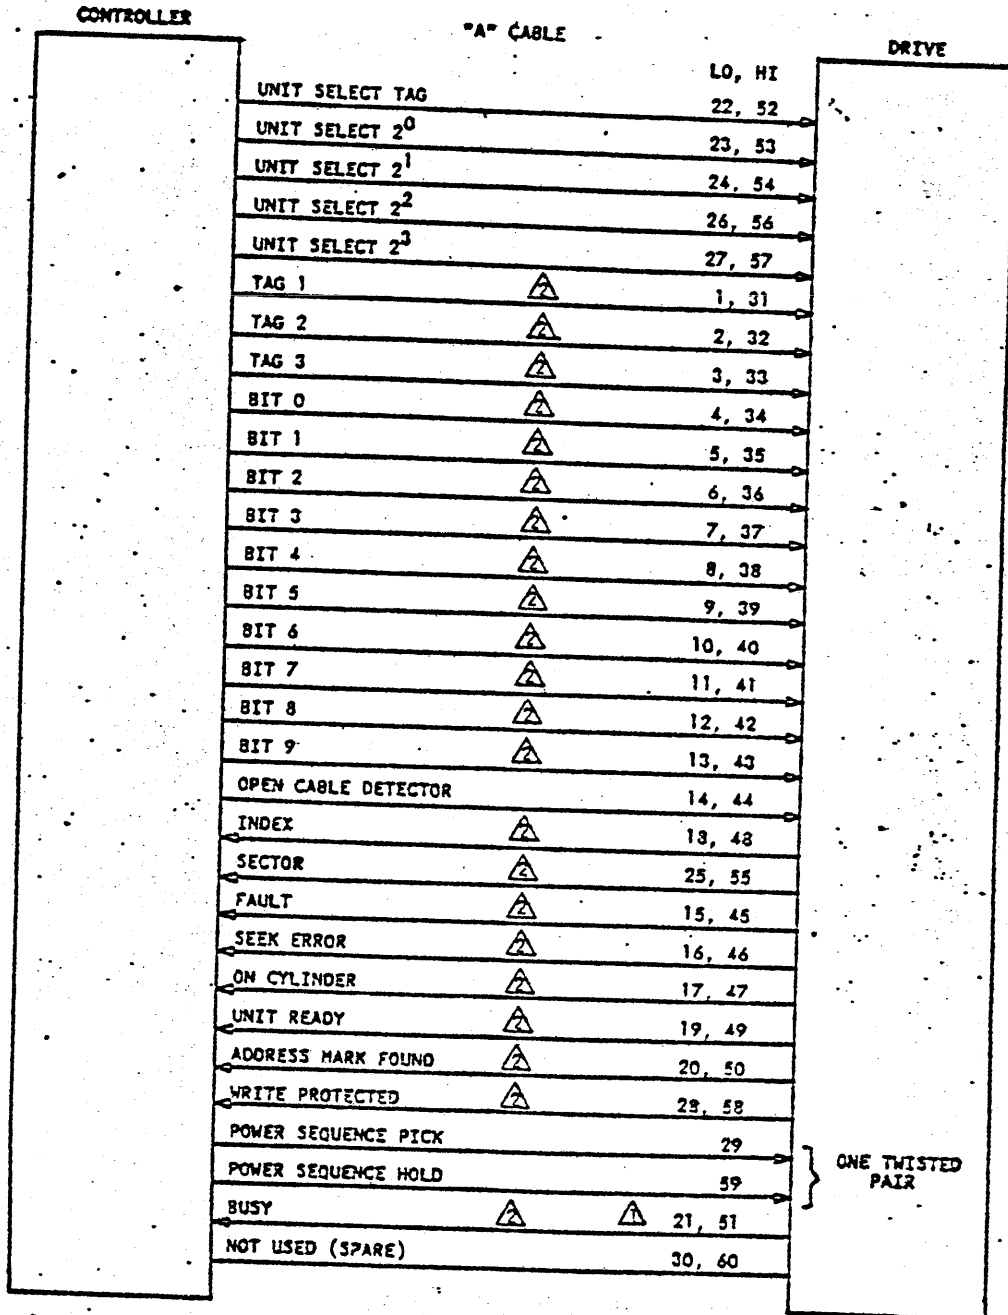 CONTROLLER
"A" CABLE
DRIVE
LO, HI
UNIT SELECT TAG 22, 52
UNIT SELECT 2⁰ 23, 53
UNIT SELECT 2¹ 24, 54
UNIT SELECT 2² 26, 56
UNIT SELECT 2³ 27, 57
TAG 1 2 1, 31
TAG 2 2 2, 32
TAG 3 2 3, 33
BIT 0 2 4, 34
BIT 1 2 5, 35
BIT 2 2 6, 36
BIT 3 2 7, 37
BIT 4 2 8, 38
BIT 5 2 9, 39
BIT 6 2 10, 40
BIT 7 2 11, 41
BIT 8 2 12, 42
BIT 9 2 13, 43
OPEN CABLE DETECTOR 14, 44
INDEX 2 18, 48
SECTOR 2 25, 55
FAULT 2 15, 45
SEEK ERROR 2 16, 46
ON CYLINDER 2 17, 47
UNIT READY 2 19, 49
ADDRESS MARK FOUND 2 20, 50
WRITE PROTECTED 2 28, 58
POWER SEQUENCE PICK 29
POWER SEQUENCE HOLD 59
ONE TWISTED
PAIR
BUSY 2 1 21, 51
NOT USED (SPARE) 30, 60